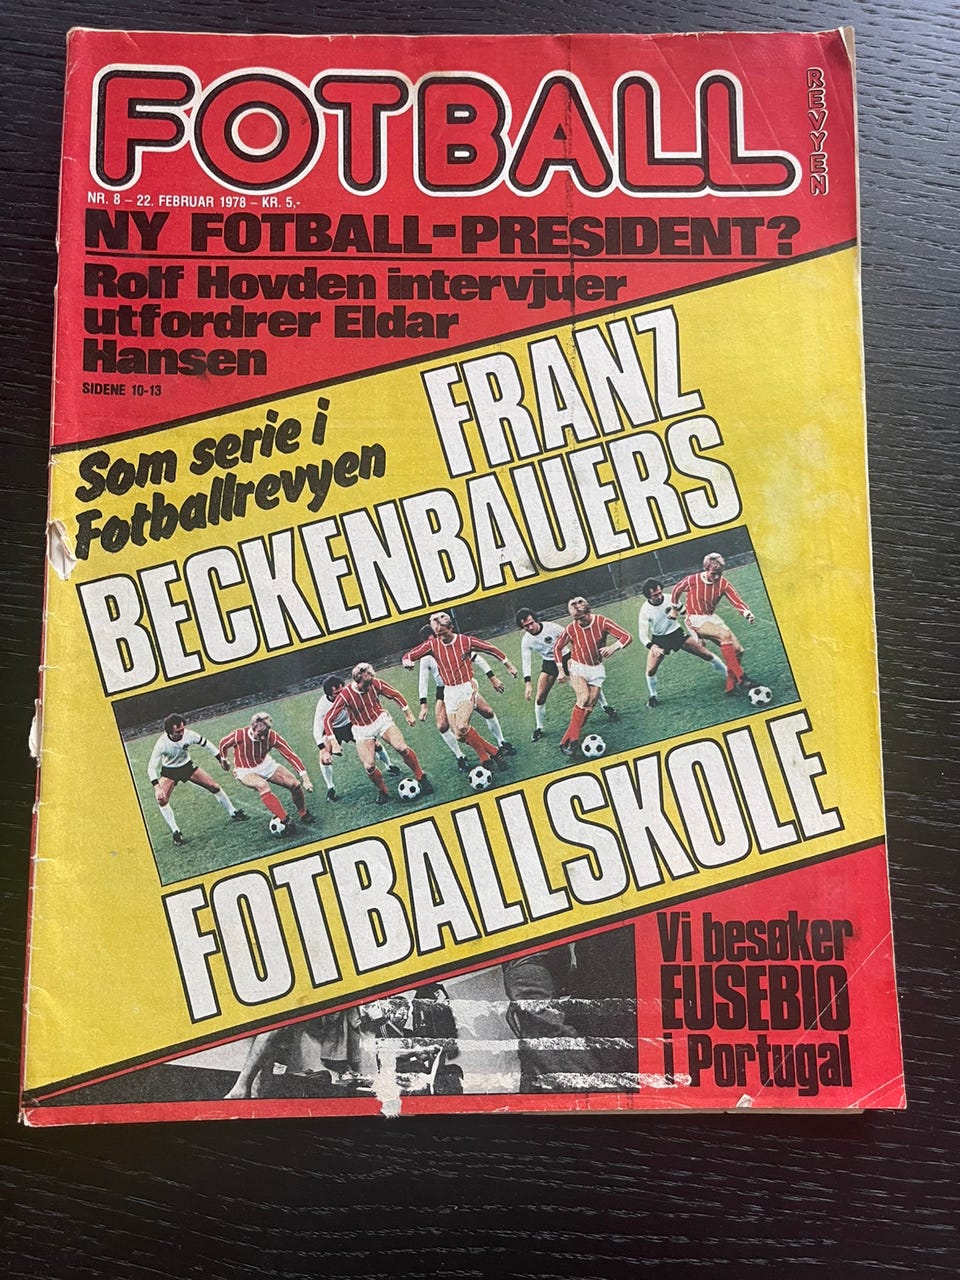 FOTBALL
REVYEN
NR. 8 – 22. FEBRUAR 1978 – KR. 5,-
NY FOTBALL-PRESIDENT?
Rolf Hovden intervjuer
utfordrer Eldar
Hansen
SIDENE 10-13
Som serie i
Fotballrevyen
FRANZ
BECKENBAUERS
FOTBALLSKOLE
Vi besøker
EUSEBIO
i Portugal